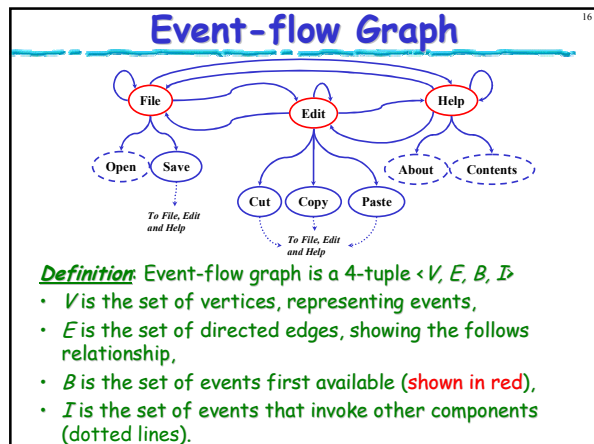 Event-flow Graph
16
File
Edit
Help
Open
Save
About
Contents
Cut
Copy
Paste
To File, Edit
and Help
To File, Edit
and Help
Definition: Event-flow graph is a 4-tuple <V, E, B, I>
• V is the set of vertices, representing events,
• E is the set of directed edges, showing the follows
relationship,
• B is the set of events first available (shown in red),
• I is the set of events that invoke other components
(dotted lines).